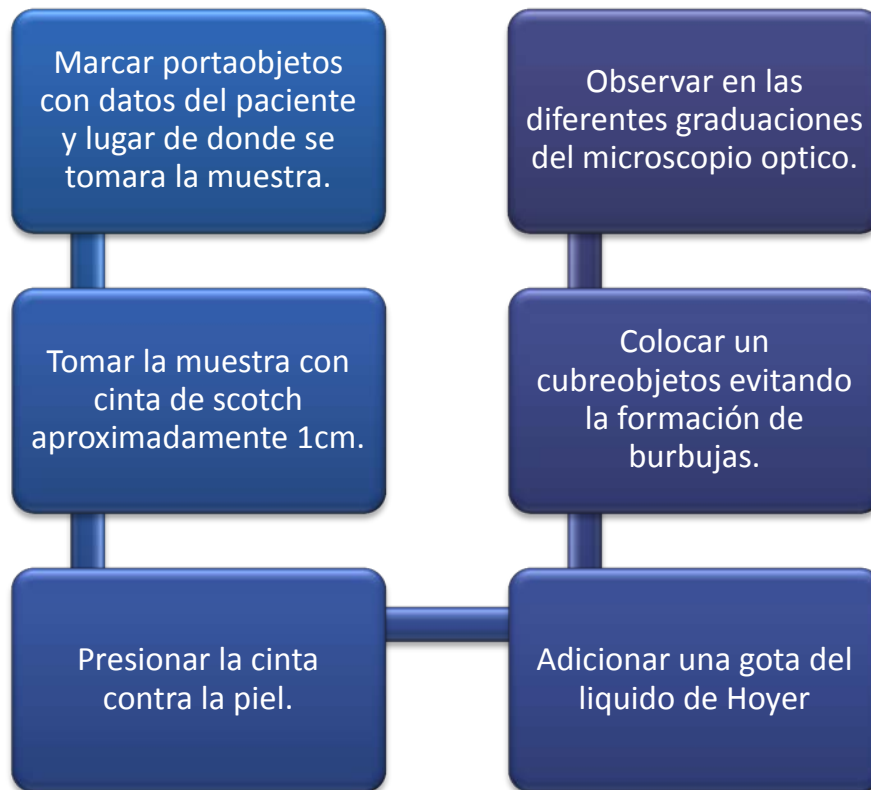 Marcar portaobjetos
con datos del paciente
y lugar de donde se
tomara la muestra.
Tomar la muestra con
cinta de scotch
aproximadamente 1cm.
Presionar la cinta
contra la piel.
Adicionar una gota del
liquido de Hoyer
Colocar un
cubreobjetos evitando
la formación de
burbujas.
Observar en las
diferentes graduaciones
del microscopio optico.